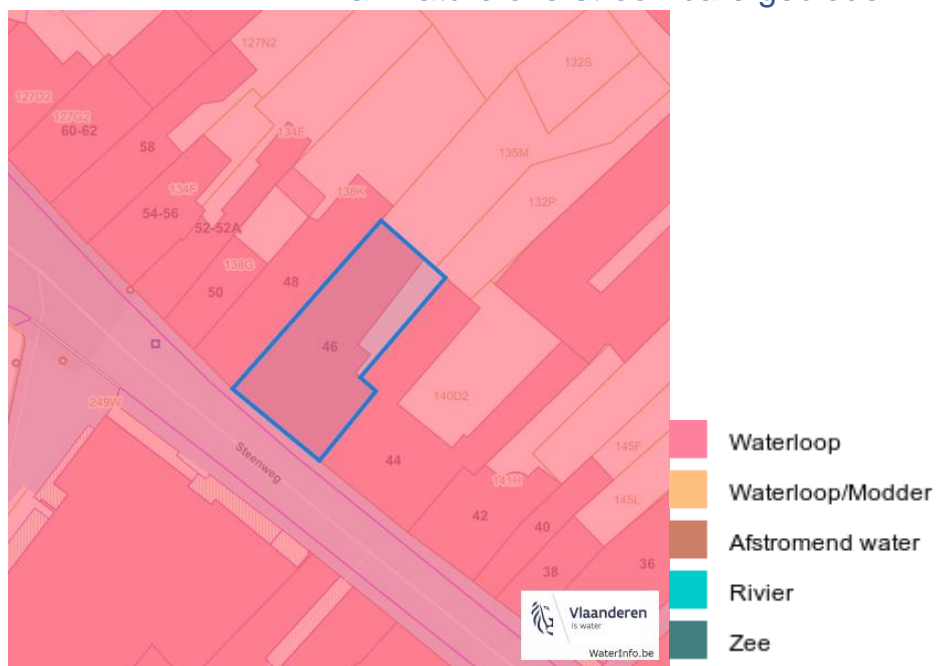 127N2
132S
127D2
127G2
60-62
58
134E
135M
134F
138K
132P
54-56
52-52A
138G
50
48
46
249W
140D2
Steenweg
44
145F
141H
145L
42
40
38
36
Waterloop
Waterloop/Modder
Afstromend water
Rivier
Zee
Vlaanderen
is water
WaterInfo.be